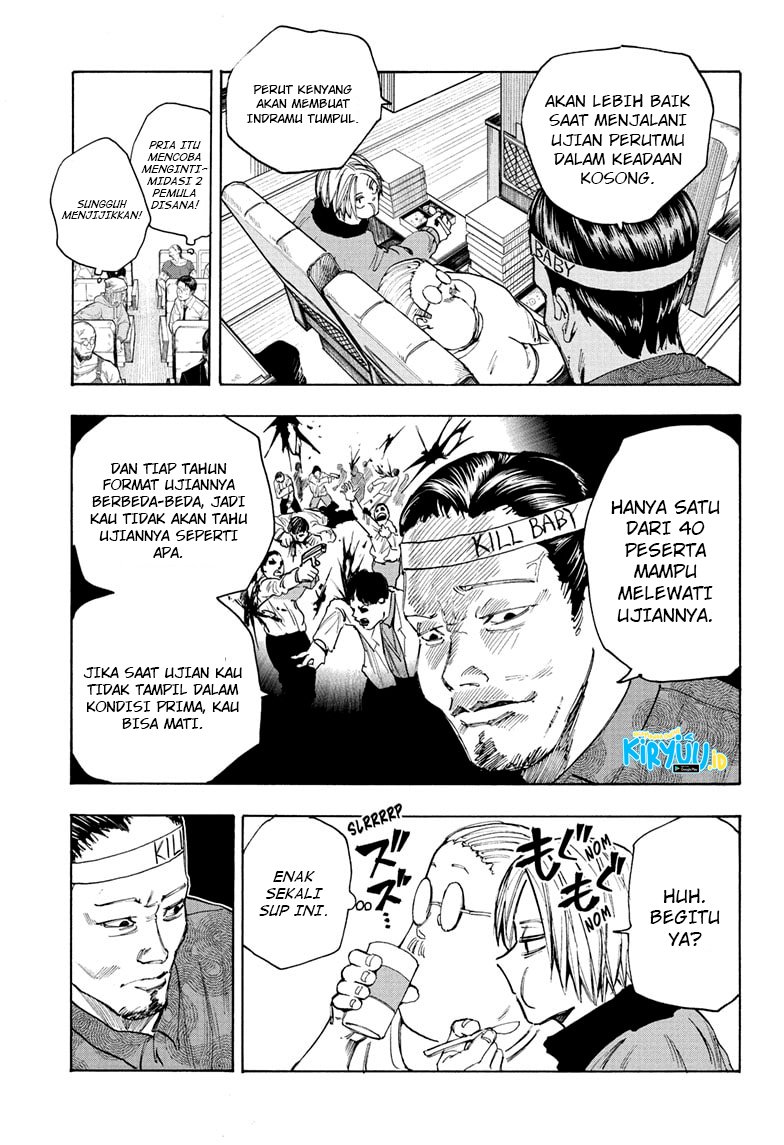 AKAN LEBIH BAIK
SAAT MENJALANI
UJIAN PERUTMU
DALAM KEADAAN
KOSONG.
PERUT KENYANG
AKAN MEMBUAT
INDRAMU TUMPUL.
BABY
PRIA ITU
MENCOBA
MENGINTI-
MIDASI 2
PEMULA
DISANA!
SUNGGUH
MENJIJIKKAN!
HANYA SATU
DARI 40
PESERTA
MAMPU
MELEWATI
UJIANNYA.
KILL BABY
DAN TIAP TAHUN
FORMAT UJIANNYA
BERBEDA-BEDA, JADI
KAU TIDAK AKAN TAHU
UJIANNYA SEPERTI
APA.
JIKA SAAT UJIAN KAU
TIDAK TAMPIL DALAM
KONDISI PRIMA, KAU
BISA MATI.
KIRYUU.ID
HUH.
BEGITU
YA?
もぐ
もぐ
NOM
NOM
SLRRRRP
ズズ...
ENAK
SEKALI
SUP INI.
KILL